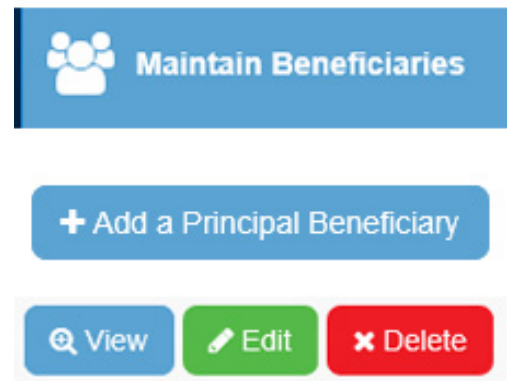 Maintain Beneficiaries
+ Add a Principal Beneficiary
View Edit Delete